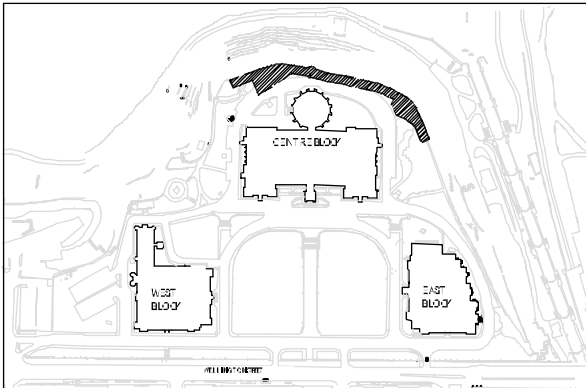 CENTRE BLOCK
WEST
BLOCK
EAST
BLOCK
WELLINGTON STREET